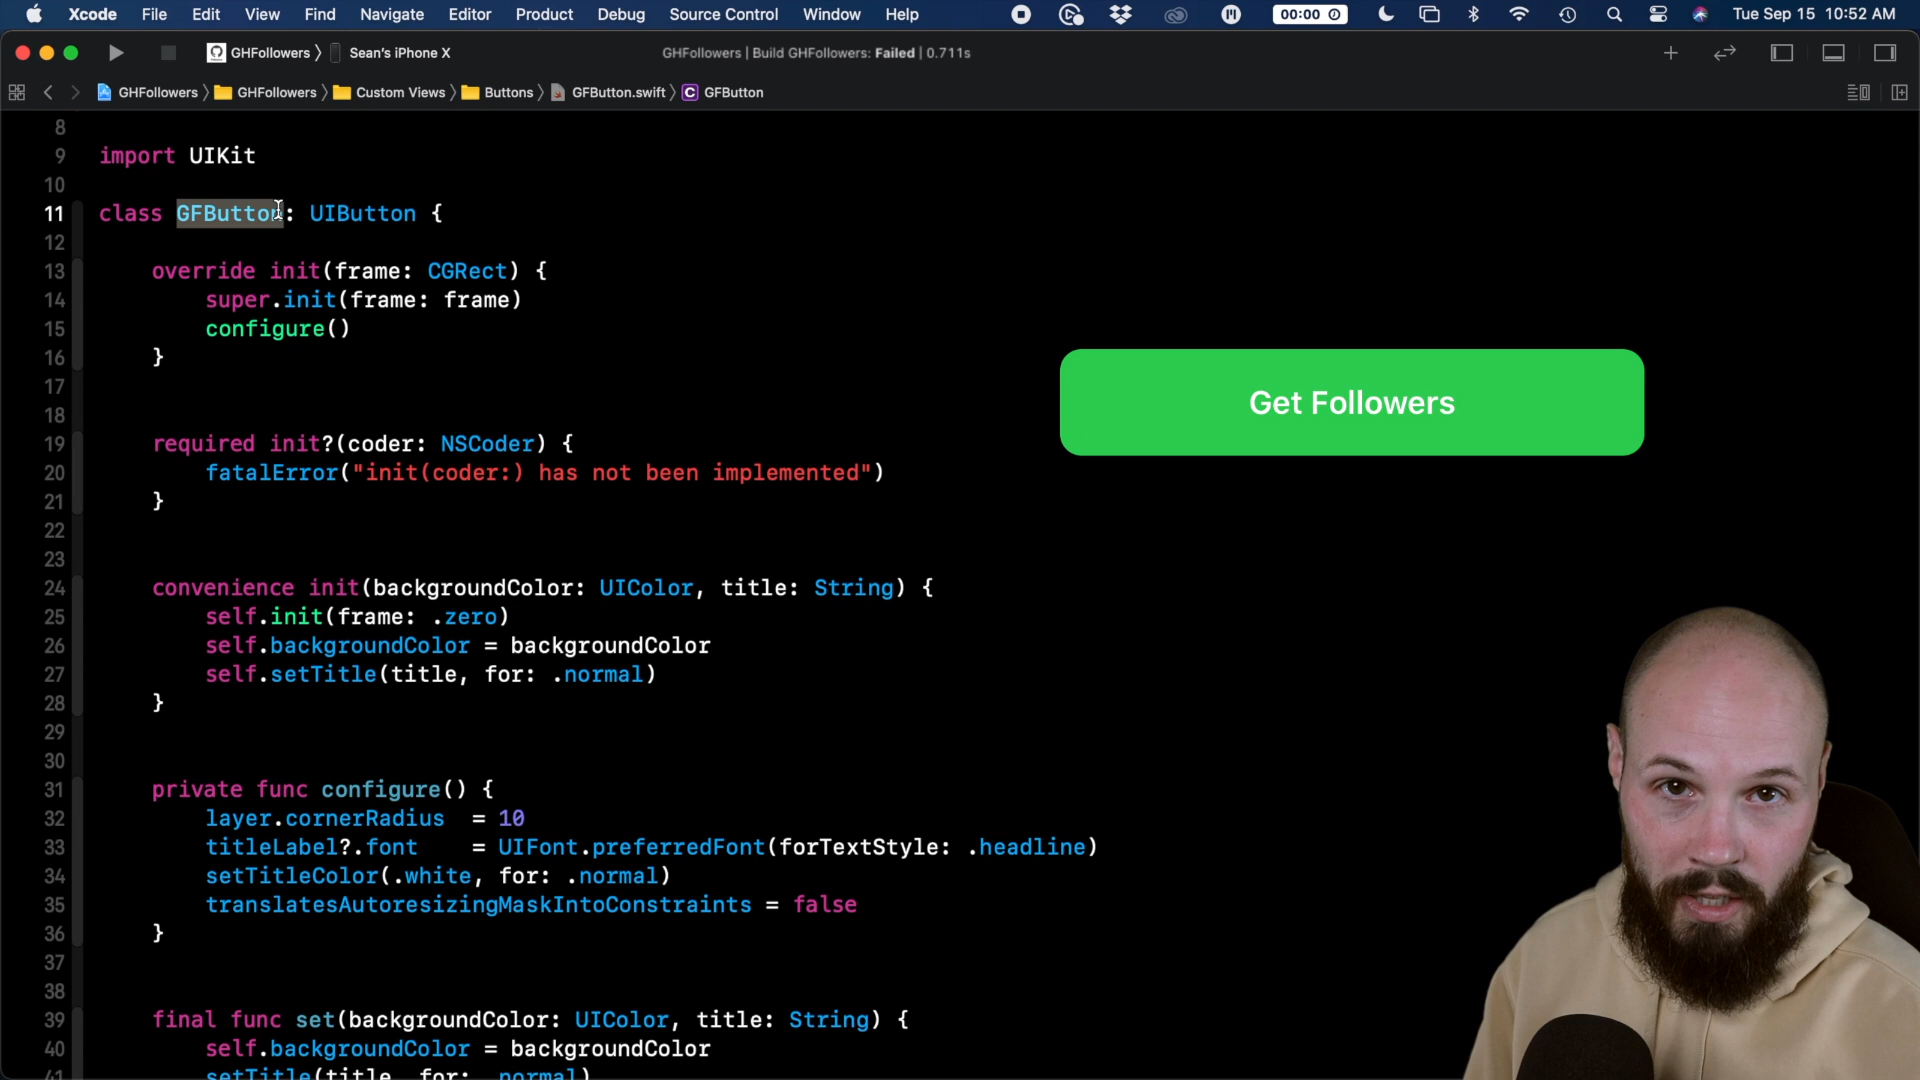 Xcode File Edit View Find Navigate Editor Product Debug Source Control Window Help 00:00 Tue Sep 15 10:52 AM
GHFollowers 〉 Sean's iPhone X GHFollowers | Build GHFollowers: Failed | 0.711s
GHFollowers 〉 GHFollowers 〉 Custom Views 〉 Buttons 〉 GFButton.swift 〉 C GFButton
8
9 import UIKit
10
11 class GFButton: UIButton {
12
13 override init(frame: CGRect) {
14 super.init(frame: frame)
15 configure()
16 }
17
18
19 required init?(coder: NSCoder) {
20 fatalError("init(coder:) has not been implemented")
21 }
22
23
24 convenience init(backgroundColor: UIColor, title: String) {
25 self.init(frame: .zero)
26 self.backgroundColor = backgroundColor
27 self.setTitle(title, for: .normal)
28 }
29
30
31 private func configure() {
32 layer.cornerRadius = 10
33 titleLabel?.font = UIFont.preferredFont(forTextStyle: .headline)
34 setTitleColor(.white, for: .normal)
35 translatesAutoresizingMaskIntoConstraints = false
36 }
37
38
39 final func set(backgroundColor: UIColor, title: String) {
40 self.backgroundColor = backgroundColor
41 setTitle(title, for: .normal)
Get Followers